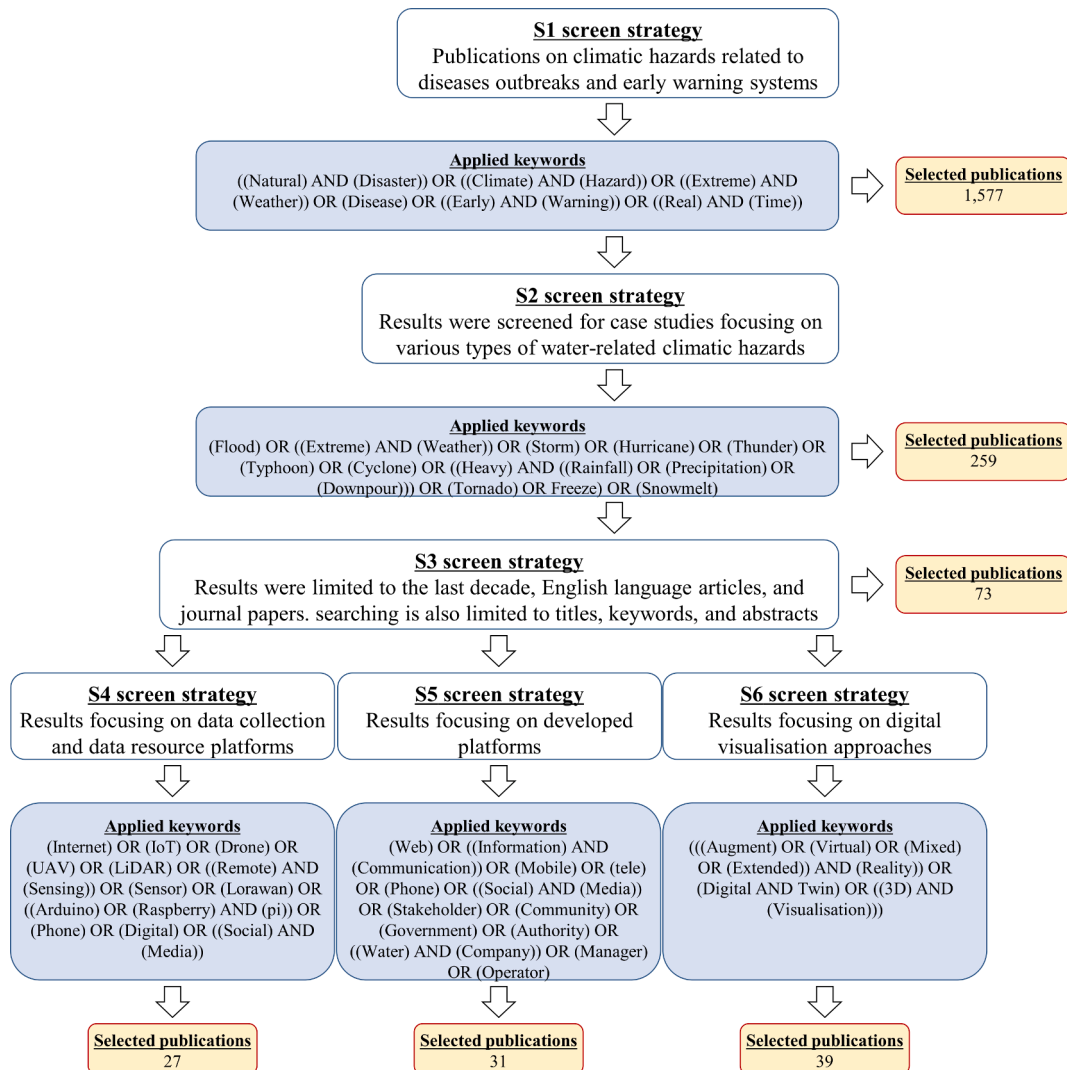 S1 screen strategy
Publications on climatic hazards related to
diseases outbreaks and early warning systems
Applied keywords
((Natural) AND (Disaster)) OR ((Climate) AND (Hazard)) OR ((Extreme) AND
(Weather)) OR (Disease) OR ((Early) AND (Warning)) OR ((Real) AND (Time))
Selected publications
1,577
S2 screen strategy
Results were screened for case studies focusing on
various types of water-related climatic hazards
Applied keywords
(Flood) OR ((Extreme) AND (Weather)) OR (Storm) OR (Hurricane) OR (Thunder) OR
(Typhoon) OR (Cyclone) OR ((Heavy) AND ((Rainfall) OR (Precipitation) OR
(Downpour))) OR (Tornado) OR Freeze) OR (Snowmelt)
Selected publications
259
S3 screen strategy
Results were limited to the last decade, English language articles, and
journal papers. searching is also limited to titles, keywords, and abstracts
Selected publications
73
S4 screen strategy
Results focusing on data collection
and data resource platforms
S5 screen strategy
Results focusing on developed
platforms
S6 screen strategy
Results focusing on digital
visualisation approaches
Applied keywords
(Internet) OR (IoT) OR (Drone) OR
(UAV) OR (LiDAR) OR ((Remote) AND
(Sensing)) OR (Sensor) OR (Lorawan) OR
((Arduino) OR (Raspberry) AND (pi)) OR
(Phone) OR (Digital) OR ((Social) AND
(Media))
Applied keywords
(Web) OR ((Information) AND
(Communication)) OR (Mobile) OR (tele)
OR (Phone) OR ((Social) AND (Media))
OR (Stakeholder) OR (Community) OR
(Government) OR (Authority) OR
((Water) AND (Company)) OR (Manager)
OR (Operator)
Applied keywords
(((Augment) OR (Virtual) OR (Mixed)
OR (Extended)) AND (Reality)) OR
(Digital AND Twin) OR ((3D) AND
(Visualisation)))
Selected publications
27
Selected publications
31
Selected publications
39